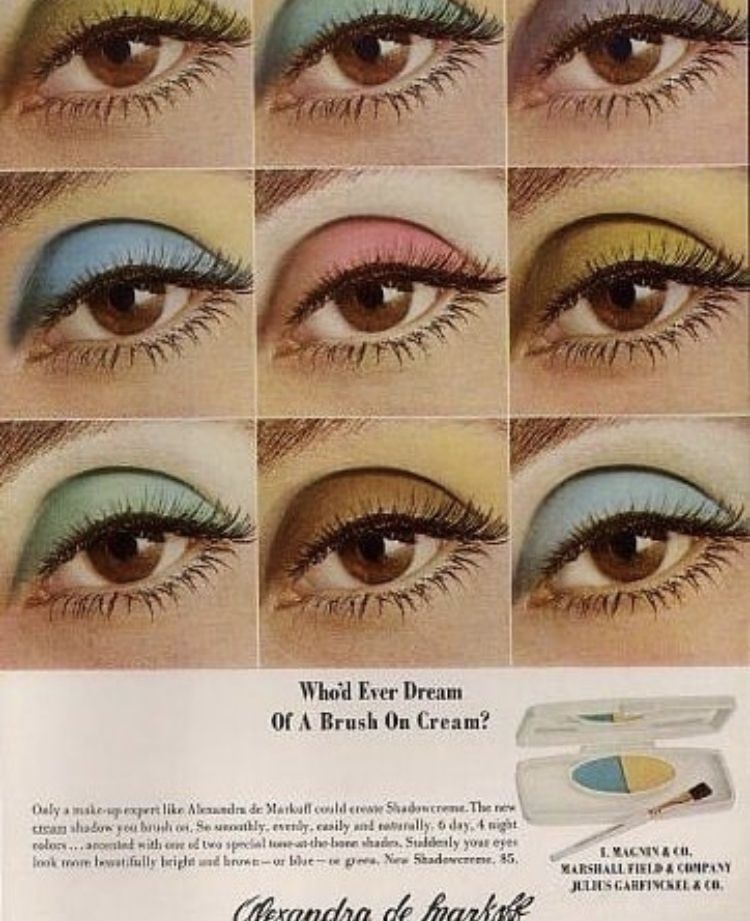 Who'd Ever Dream
Of A Brush On Cream?
Only a make-up expert like Alexandra de Markoff could create Shadowcreme. The new
cream shadow you brush on. So smoothly, evenly, easily and naturally. 6 day, 4 night
colors... accented with one of two special tone-at-the-bone shades. Suddenly your eyes
look more beautifully bright and brown—or blue—or green. New Shadowcreme, $5.
I. MAGNIN & CO.
MARSHALL FIELD & COMPANY
JULIUS GARFINCKEL & CO.
Alexandra de Markoff